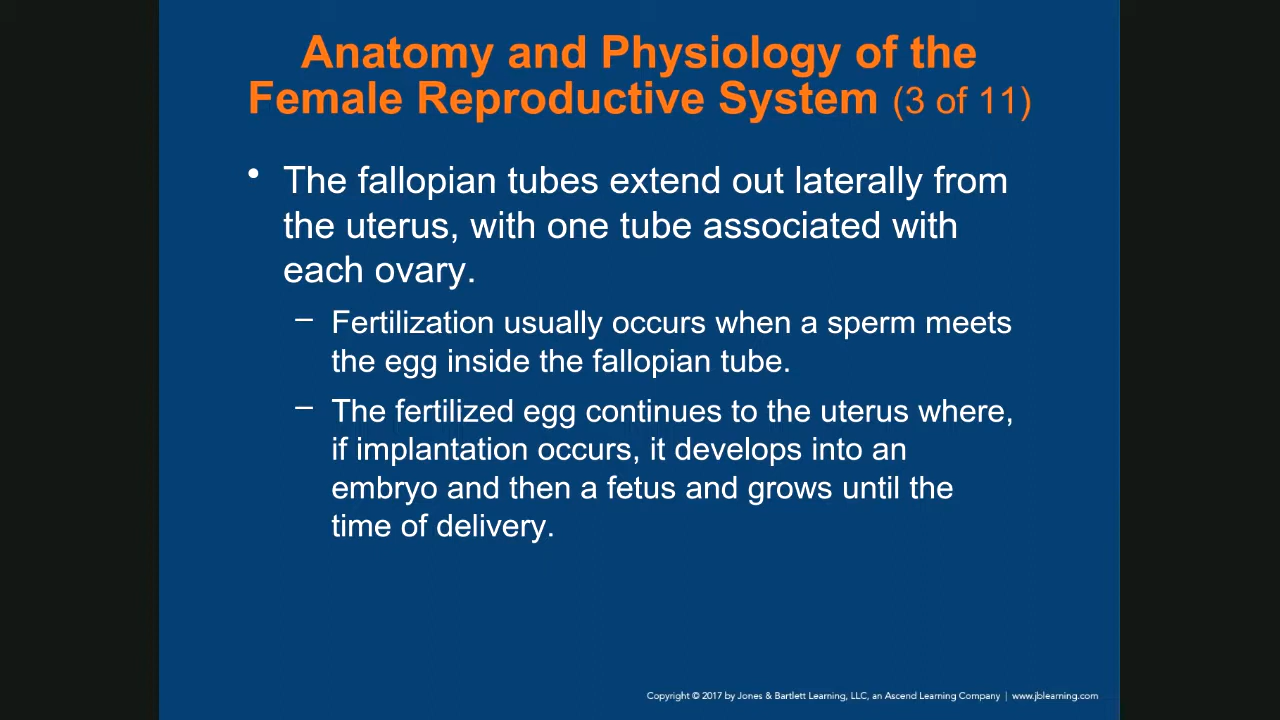 Anatomy and Physiology of the
Female Reproductive System (3 of 11)
• The fallopian tubes extend out laterally from
the uterus, with one tube associated with
each ovary.
– Fertilization usually occurs when a sperm meets
the egg inside the fallopian tube.
– The fertilized egg continues to the uterus where,
if implantation occurs, it develops into an
embryo and then a fetus and grows until the
time of delivery.
Copyright © 2017 by Jones & Bartlett Learning, LLC, an Ascend Learning Company | www.jblearning.com